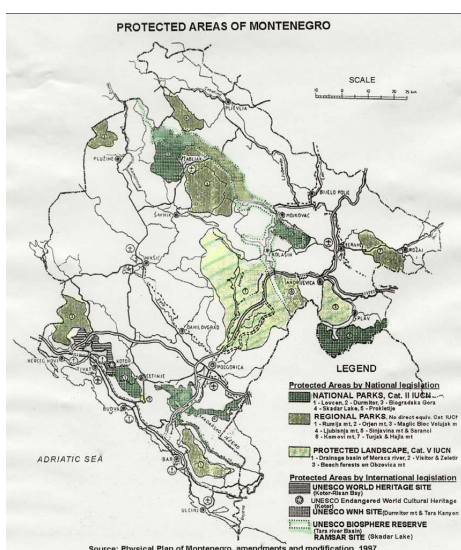 PROTECTED AREAS OF MONTENEGRO
SCALE
PLJEVLJA
PLUŽINE
ŽABLJAK
ŠAVNIK
BIJELO POLJE
MOJKOVAC
KOLAŠIN
BERANE
ROŽAJE
ANDRIJEVICA
PLAV
NIKŠIĆ
DANILOVGRAD
PODGORICA
HERCEG NOVI
TIVAT
KOTOR
CETINJE
BUDVA
BAR
ULCINJ
ADRIATIC SEA
LEGEND
Protected Areas by National legislation
NATIONAL PARKS, Cat. II IUCN
1 - Lovcen, 2 - Durmitor, 3 - Biogradska Gora
4 - Skadar Lake, 5 - Prokletije
REGIONAL PARKS, No direct equiv. Cat IUCN
1 - Rumija mt, 2 - Orjen mt, 3 - Maglic Bioc Volujak m
4 - Ljubisnja mt, 5 - Sinjavina mt & Saranci
6 - Komovi mt, 7 - Turjak & Hajla mt
PROTECTED LANDSCAPE, Cat. V IUCN
1 - Drainage basin of Moraca river, 2 - Visitor & Zeletin
3 - Beech forests on Obzovica mt
Protected Areas by International legislation
UNESCO WORLD HERITAGE SITE
(Kotor-Risan Bay)
UNESCO Endangered World Cultural Heritage
(Kotor)
UNESCO WNH SITE (Durmitor mt & Tara Kanyon
UNESCO BIOSPHERE RESERVE
(Tara river Basin)
RAMSAR SITE (Skadar Lake)
Source: Physical Plan of Montenegro, amendments and modification, 1997